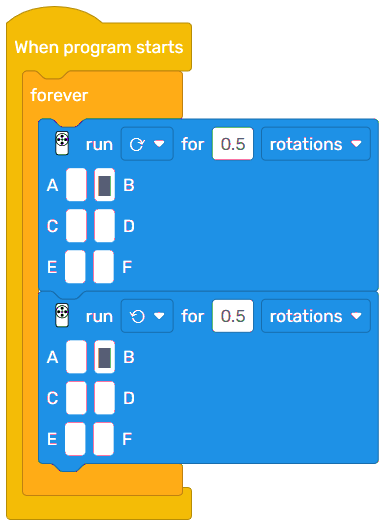 When program starts
forever
run for 0.5 rotations
A B
C D
E F
run for 0.5 rotations
A B
C D
E F